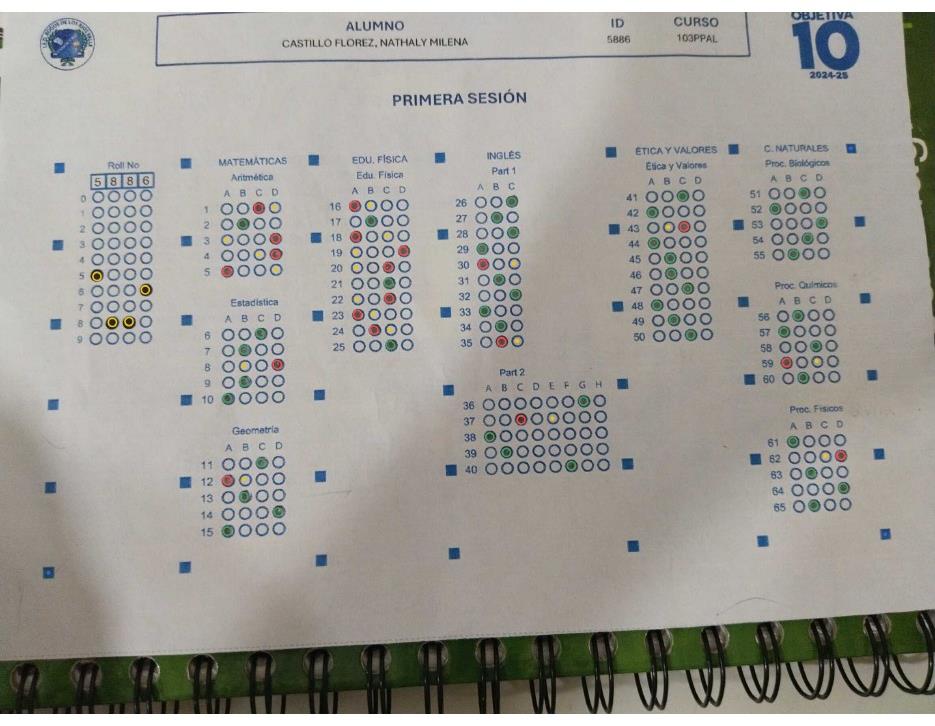 ALUMNO
CASTILLO FLOREZ, NATHALY MILENA
ID
5886
CURSO
103PPAL
OBJETIVA
10
2024-25
PRIMERA SESIÓN
Roll No
5 8 8 6
0
1
2
3
4
5
6
7
8
9
MATEMÁTICAS
Aritmética
A B C D
1
2
3
4
5
Estadística
A B C D
6
7
8
9
10
Geometría
A B C D
11
12
13
14
15
EDU. FÍSICA
Edu. Física
A B C D
16
17
18
19
20
21
22
23
24
25
INGLÉS
Part 1
A B C
26
27
28
29
30
31
32
33
34
35
Part 2
A B C D E F G H
36
37
38
39
40
ÉTICA Y VALORES
Ética y Valores
A B C D
41
42
43
44
45
46
47
48
49
50
C. NATURALES
Proc. Biológicos
A B C D
51
52
53
54
55
Proc. Químicos
A B C D
56
57
58
59
60
Proc. Físicos
A B C D
61
62
63
64
65